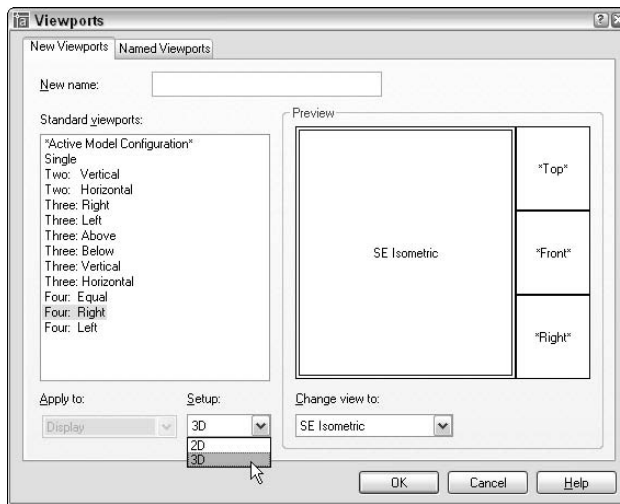 Viewports
New Viewports
Named Viewports
New name:
Standard viewports:
*Active Model Configuration*
Single
Two: Vertical
Two: Horizontal
Three: Right
Three: Left
Three: Above
Three: Below
Three: Vertical
Three: Horizontal
Four: Equal
Four: Right
Four: Left
Preview
SE Isometric
*Top*
*Front*
*Right*
Apply to:
Display
Setup:
3D
2D
3D
Change view to:
SE Isometric
OK
Cancel
Help